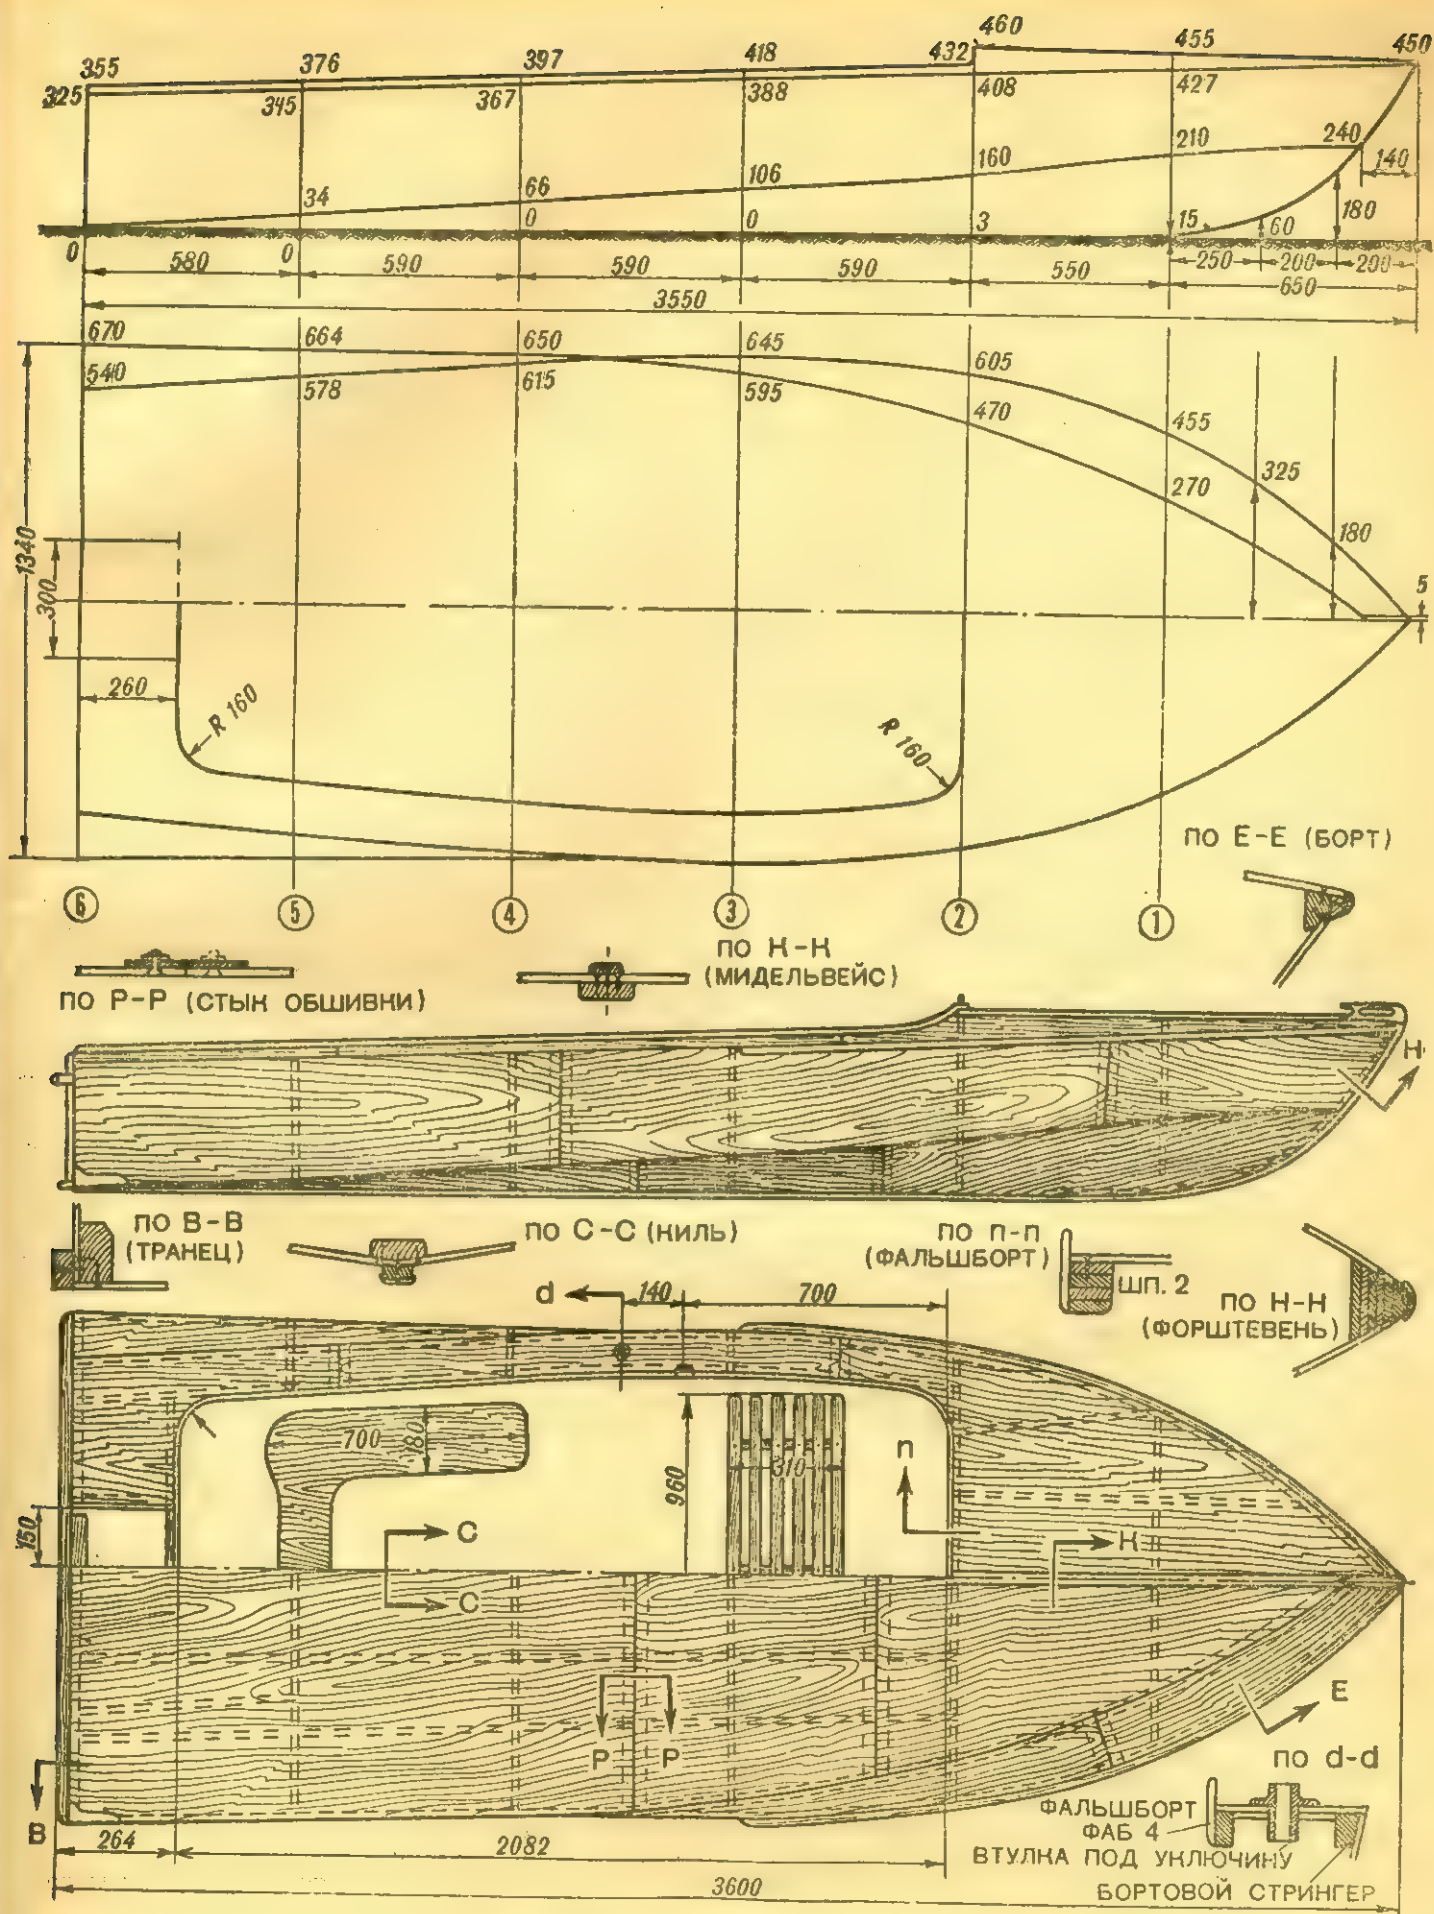 460
455
450
355
376
397
418
432
325
345
367
388
408
427
34
66
106
160
210
240
140
0
0
0
0
3
15
60
180
580
590
590
590
550
250
200
200
650
3550
670
664
650
645
605
540
578
615
595
470
455
270
325
180
5
1340
300
260
R 160
R 160
6
5
4
3
2
1
ПО Е-Е (БОРТ)
ПО К-К
(МИДЕЛЬВЕЙС)
ПО Р-Р (СТЫК ОБШИВКИ)
Н
ПО В-В
(ТРАНЕЦ)
ПО С-С (КИЛЬ)
ПО П-П
(ФАЛЬШБОРТ)
ШП. 2
ПО Н-Н
(ФОРШТЕВЕНЬ)
d
140
700
700
180
960
310
п
150
С
С
К
Р
Р
Е
В
ПО d-d
ФАЛЬШБОРТ
ФАБ 4
ВТУЛКА ПОД УКЛЮЧИНУ
БОРТОВОЙ СТРИНГЕР
264
2082
3600